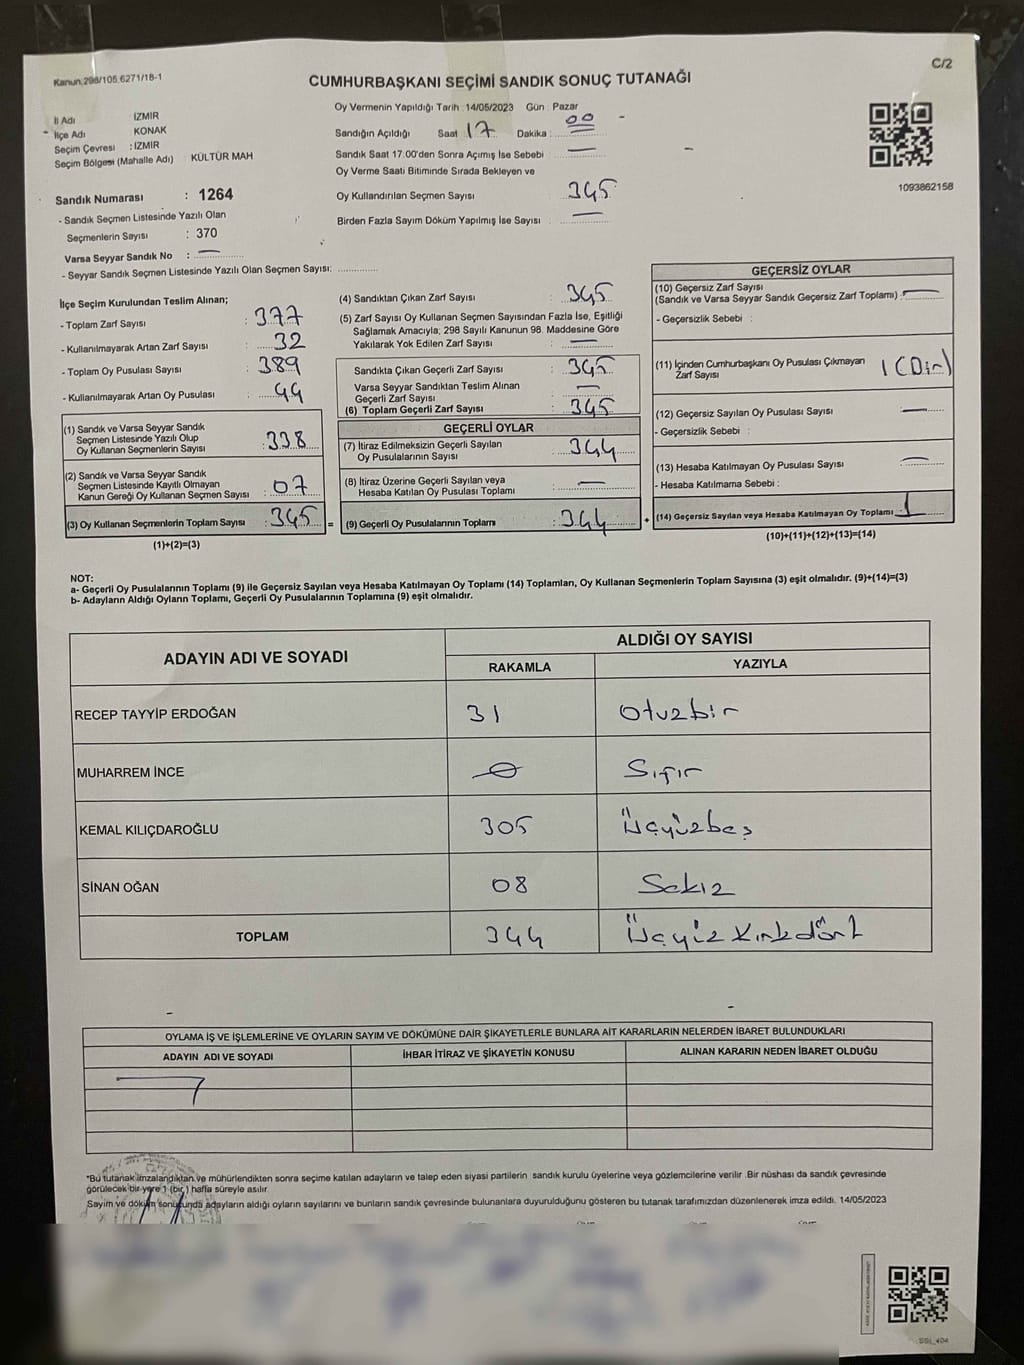 Kanun:298/105.6271/18-1
C/2
CUMHURBAŞKANI SEÇİMİ SANDIK SONUÇ TUTANAĞI
İl Adı İZMİR
İlçe Adı KONAK
Seçim Çevresi : İZMİR
Seçim Bölgesi (Mahalle Adı) : KÜLTÜR MAH
Sandık Numarası : 1264
- Sandık Seçmen Listesinde Yazılı Olan
Seçmenlerin Sayısı : 370
Varsa Seyyar Sandık No : —
- Seyyar Sandık Seçmen Listesinde Yazılı Olan Seçmen Sayısı: ..............
Oy Vermenin Yapıldığı Tarih :14/05/2023 Gün : Pazar
Sandığın Açıldığı Saat 17 Dakika : 00
Sandık Saat 17:00'den Sonra Açımış İse Sebebi —
Oy Verme Saati Bitiminde Sırada Bekleyen ve
Oy Kullandırılan Seçmen Sayısı 345
Birden Fazla Sayım Döküm Yapılmış İse Sayısı : —
1093862158
İlçe Seçim Kurulundan Teslim Alınan;
- Toplam Zarf Sayısı : 377
- Kullanılmayarak Artan Zarf Sayısı : 32
- Toplam Oy Pusulası Sayısı : 389
- Kullanılmayarak Artan Oy Pusulası : 44
(1) Sandık ve Varsa Seyyar Sandık
Seçmen Listesinde Yazılı Olup
Oy Kullanan Seçmenlerin Sayısı : 338
(2) Sandık ve Varsa Seyyar Sandık
Seçmen Listesinde Kayıtlı Olmayan
Kanun Gereği Oy Kullanan Seçmen Sayısı : 07
(3) Oy Kullanan Seçmenlerin Toplam Sayısı : 345 =
(1)+(2)=(3)
(4) Sandıktan Çıkan Zarf Sayısı : 345
(5) Zarf Sayısı Oy Kullanan Seçmen Sayısından Fazla İse, Eşitliği
Sağlamak Amacıyla; 298 Sayılı Kanunun 98. Maddesine Göre
Yakılarak Yok Edilen Zarf Sayısı : —
Sandıkta Çıkan Geçerli Zarf Sayısı : 345
Varsa Seyyar Sandıktan Teslim Alınan
Geçerli Zarf Sayısı : —
(6) Toplam Geçerli Zarf Sayısı : 345
GEÇERLİ OYLAR
(7) İtiraz Edilmeksizin Geçerli Sayılan
Oy Pusulalarının Sayısı : 344
(8) İtiraz Üzerine Geçerli Sayılan veya
Hesaba Katılan Oy Pusulası Toplamı : —
(9) Geçerli Oy Pusulalarının Toplamı : 344 +
GEÇERSİZ OYLAR
(10) Geçersiz Zarf Sayısı
(Sandık ve Varsa Seyyar Sandık Geçersiz Zarf Toplamı) : —
- Geçersizlik Sebebi :
(11) İçinden Cumhurbaşkanı Oy Pusulası Çıkmayan
Zarf Sayısı 1 (Bir)
(12) Geçersiz Sayılan Oy Pusulası Sayısı : —
- Geçersizlik Sebebi :
(13) Hesaba Katılmayan Oy Pusulası Sayısı : —
- Hesaba Katılmama Sebebi :
(14) Geçersiz Sayılan veya Hesaba Katılmayan Oy Toplamı : 1
(10)+(11)+(12)+(13)=(14)
NOT:
a- Geçerli Oy Pusulalarının Toplamı (9) ile Geçersiz Sayılan veya Hesaba Katılmayan Oy Toplamı (14) Toplamları, Oy Kullanan Seçmenlerin Toplam Sayısına (3) eşit olmalıdır. (9)+(14)=(3)
b- Adayların Aldığı Oyların Toplamı, Geçerli Oy Pusulalarının Toplamına (9) eşit olmalıdır.
ADAYIN ADI VE SOYADI ALDIĞI OY SAYISI
RAKAMLA YAZIYLA
RECEP TAYYİP ERDOĞAN 31 Otuzbir
MUHARREM İNCE 0 Sıfır
KEMAL KILIÇDAROĞLU 305 Üçyüzbeş
SİNAN OĞAN 08 Sekiz
TOPLAM 344 Üçyüz Kırkdört
OYLAMA İŞ VE İŞLEMLERİNE VE OYLARIN SAYIM VE DÖKÜMÜNE DAİR ŞİKAYETLERLE BUNLARA AİT KARARLARIN NELERDEN İBARET BULUNDUKLARI
ADAYIN ADI VE SOYADI İHBAR İTİRAZ VE ŞİKAYETİN KONUSU ALINAN KARARIN NEDEN İBARET OLDUĞU
*Bu tutanak imzalandıktan ve mühürlendikten sonra seçime katılan adayların ve talep eden siyasi partilerin sandık kurulu üyelerine veya gözlemcilerine verilir .Bir nüshası da sandık çevresinde
görülecek bir yere 1 (bir ) hafta süreyle asılır.
Sayım ve döküm sonucunda adayların aldığı oyların sayılarını ve bunların sandık çevresinde bulunanlara duyurulduğunu gösteren bu tutanak tarafımızdan düzenlenerek imza edildi. 14/05/2023
SSI_404